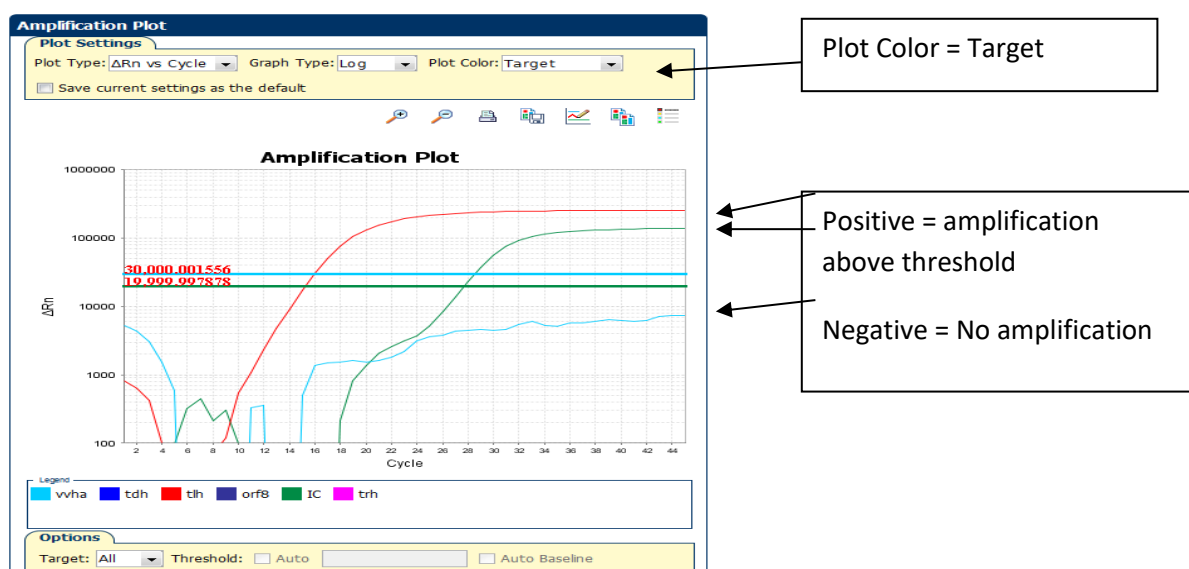 Amplification Plot
Plot Settings
Plot Type: ΔRn vs Cycle Graph Type: Log Plot Color: Target
Save current settings as the default
Plot Color = Target
Amplification Plot
1000000
100000
10000
1000
100
ΔRn
30,000.001556
19,999.997878
2 4 6 8 10 12 14 16 18 20 22 24 26 28 30 32 34 36 38 40 42 44
Cycle
Positive = amplification
above threshold
Negative = No amplification
Legend
vvha tdh tlh orf8 IC trh
Options
Target: All Threshold: Auto Auto Baseline